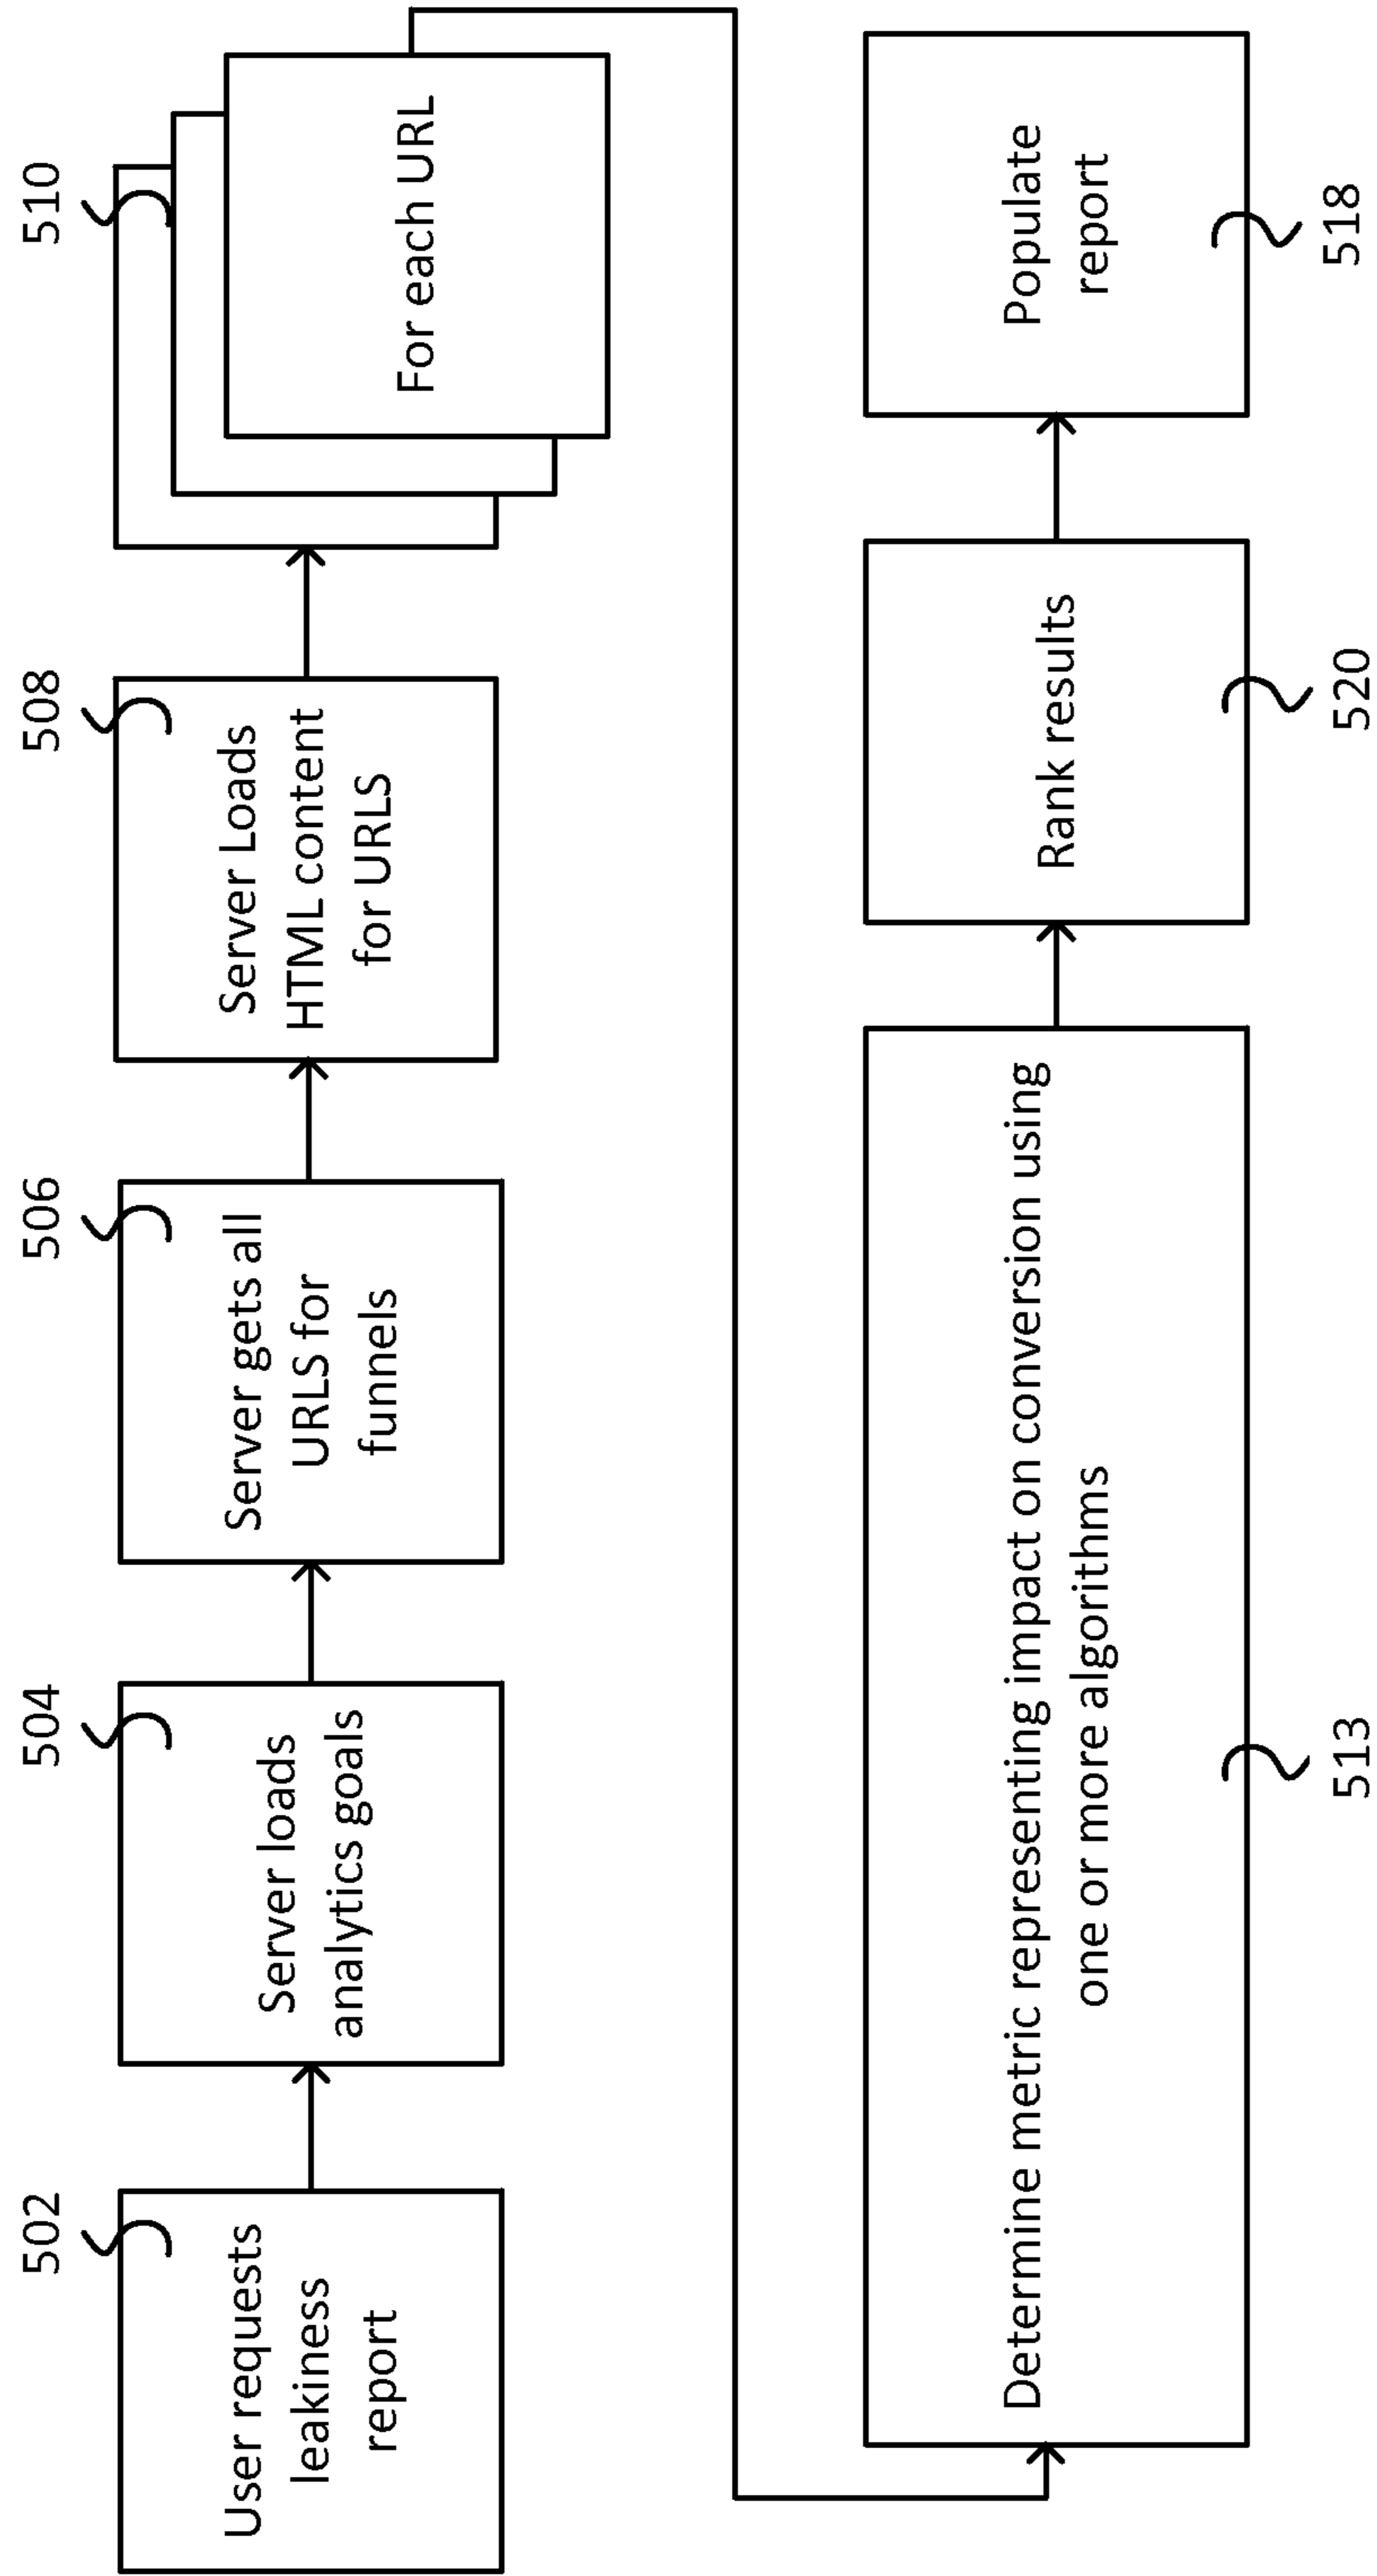 502
User requests
leakiness
report
504
Server loads
analytics goals
506
Server gets all
URLS for
funnels
508
Server Loads
HTML content
for URLS
510
For each URL
Determine metric representing impact on conversion using
one or more algorithms
513
Rank results
520
Populate
report
518